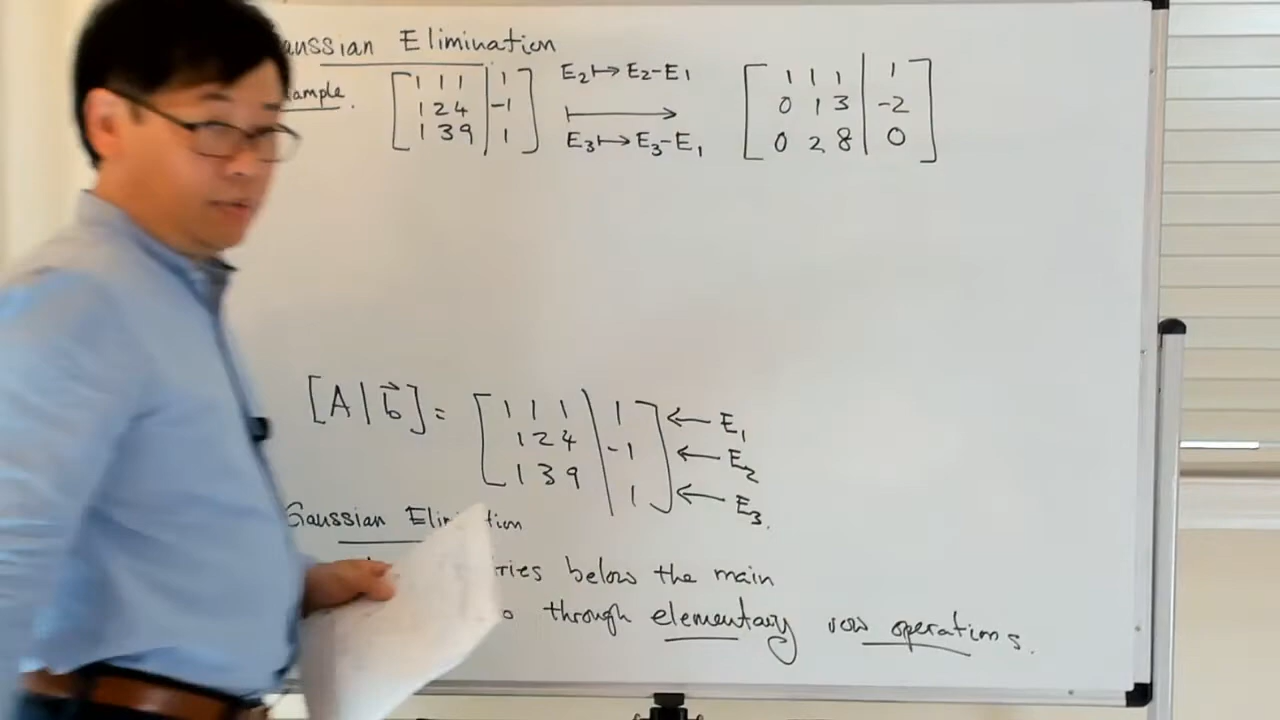 aussian Elimination
ample.
[1 1 1 | 1] E₂↦E₂-E₁ [1 1 1 | 1]
[1 2 4 | -1] ⟼ [0 1 3 | -2]
[1 3 9 | 1] E₃↦E₃-E₁ [0 2 8 | 0]
[A|b⃗] = [1 1 1 | 1] ← E₁
[1 2 4 | -1] ← E₂
[1 3 9 | 1] ← E₃.
Gaussian Eli tion
ries below the main
o through elementary row operations.